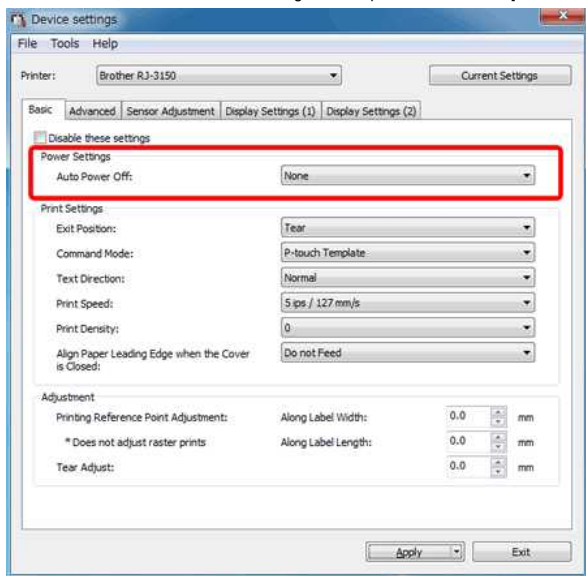 Device settings
File Tools Help
Printer: Brother RJ-3150 Current Settings
Basic Advanced Sensor Adjustment Display Settings (1) Display Settings (2)
Disable these settings
Power Settings
Auto Power Off: None
Print Settings
Exit Position: Tear
Command Mode: P-touch Template
Text Direction: Normal
Print Speed: 5 ips / 127 mm/s
Print Density: 0
Align Paper Leading Edge when the Cover Do not Feed
is Closed:
Adjustment
Printing Reference Point Adjustment: Along Label Width: 0.0 mm
* Does not adjust raster prints Along Label Length: 0.0 mm
Tear Adjust: 0.0 mm
Apply Exit